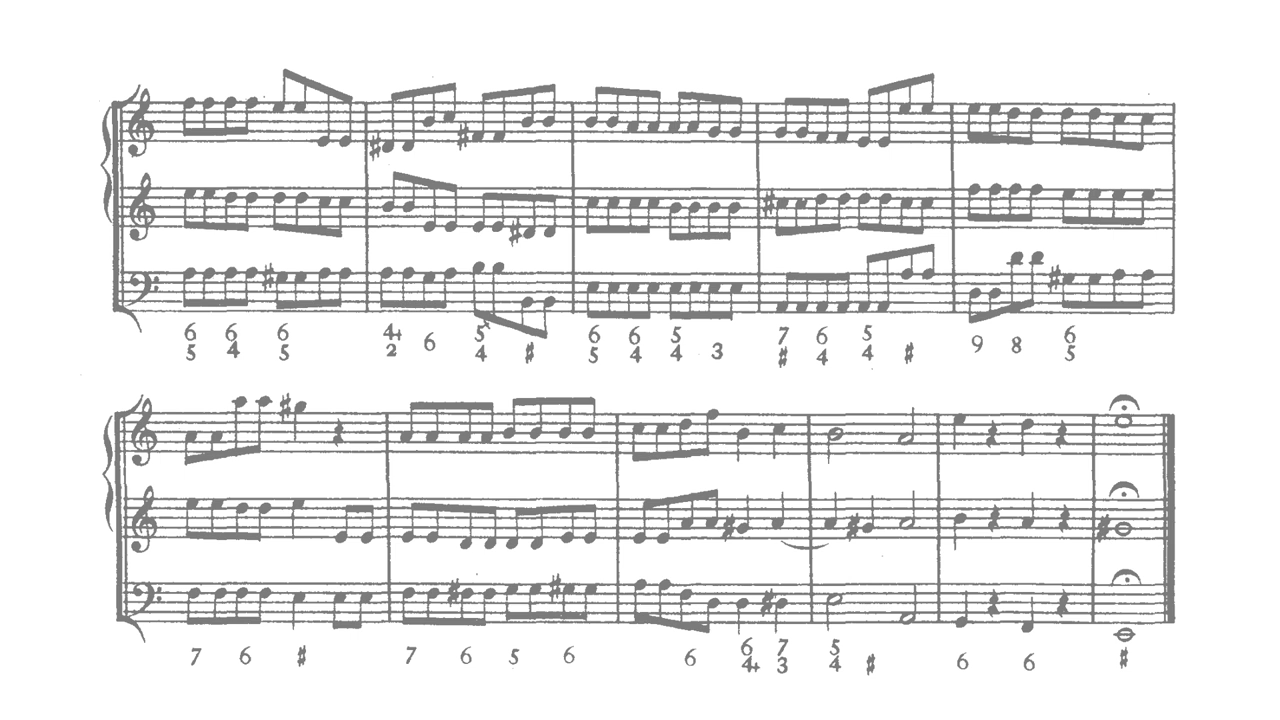 6 6 6 4+ 6 5 ♯ 6 6 5 3 7 6 5 ♯ 9 8 6
5 4 5 2 4 5 4 4 ♯ 4 4 5
7 6 ♯ 7 6 5 6 6 6 7 5 ♯ 6 6 ♯
4+ 3 4